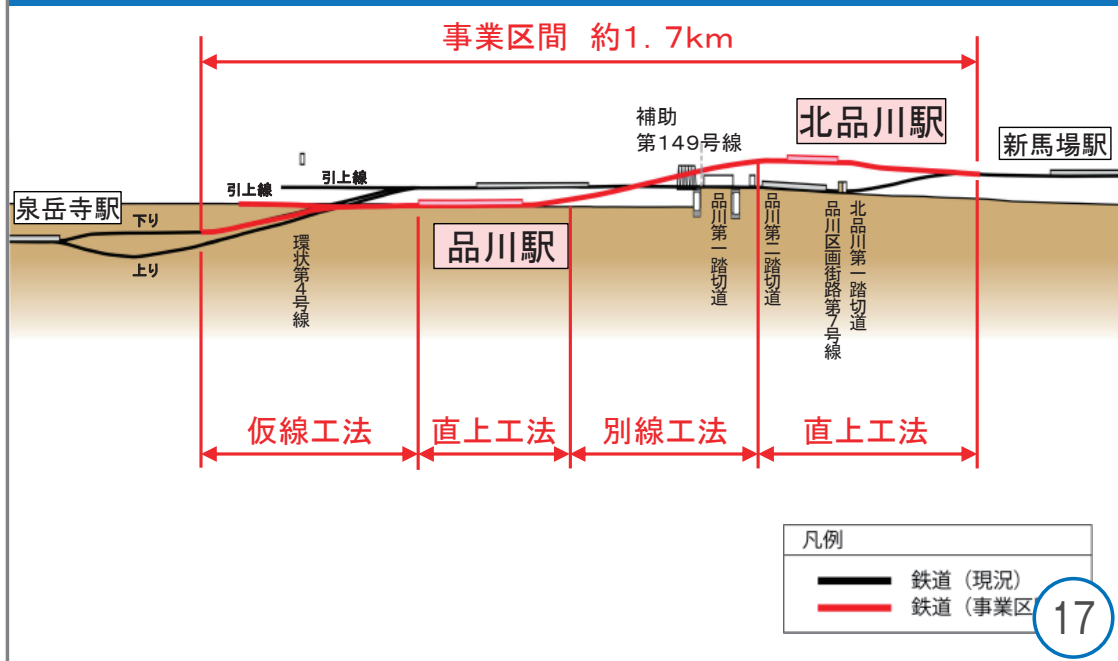 事業区間 約1.7km
補助
第149号線
北品川駅
新馬場駅
引上線
引上線
泉岳寺駅
下り
上り
環状第4号線
品川駅
品川第一踏切道
品川第二踏切道
品川区画街路第7号線
北品川第一踏切道
仮線工法
直上工法
別線工法
直上工法
凡例
鉄道（現況）
鉄道（事業区
17